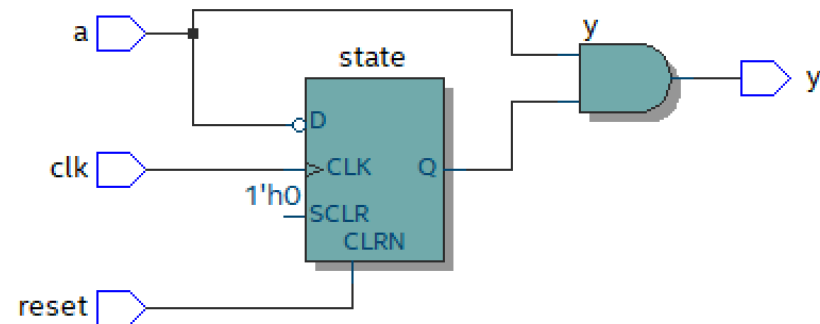 a
y
state
y
D
clk
CLK
Q
1'h0
SCLR
CLRN
reset